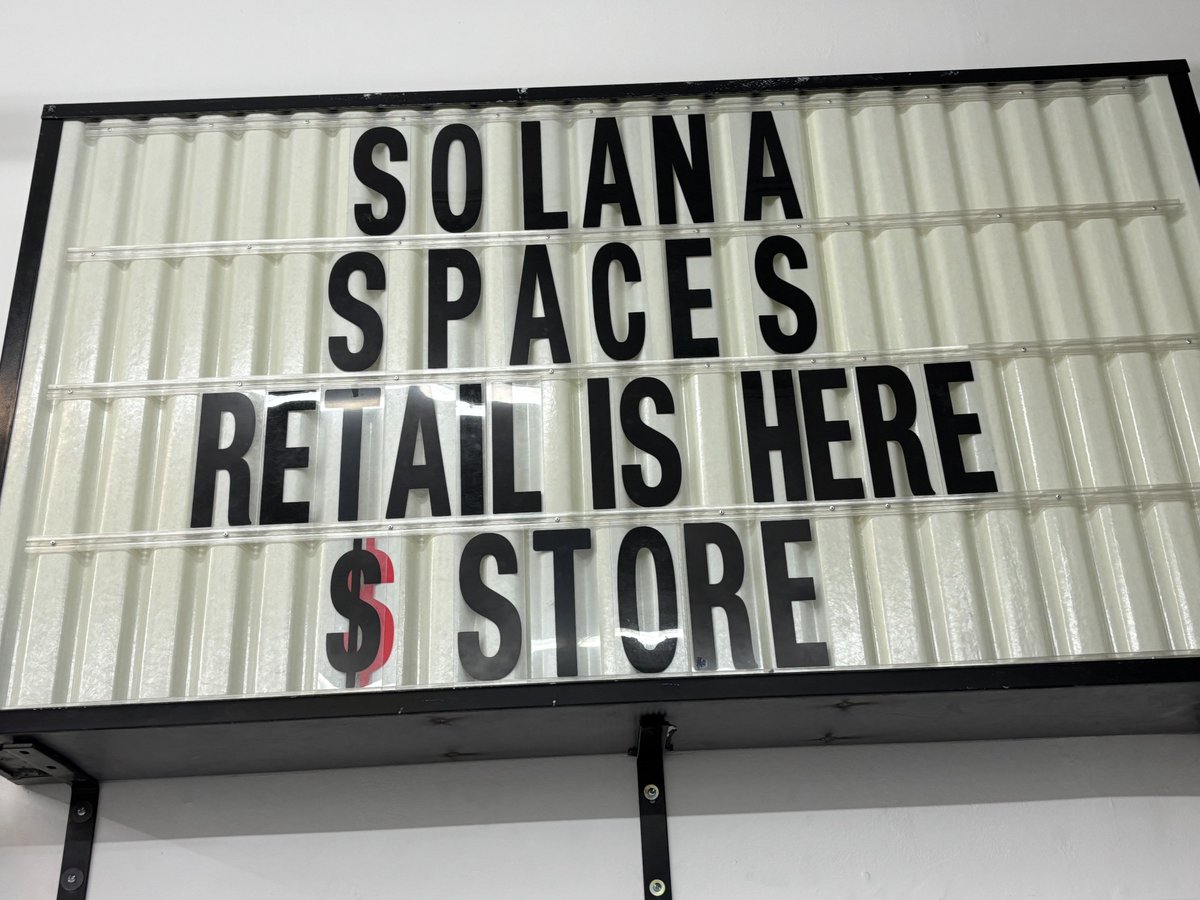 SOLANA
SPACES
RETAIL IS HERE
$ STORE